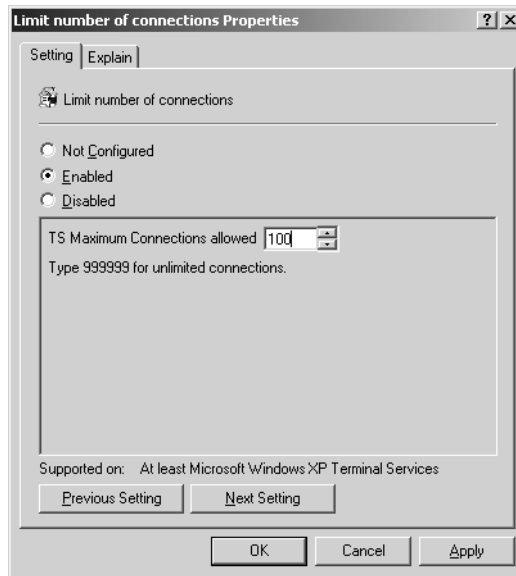 Limit number of connections Properties
? X
Setting Explain
Limit number of connections
Not Configured
Enabled
Disabled
TS Maximum Connections allowed 100
Type 999999 for unlimited connections.
Supported on: At least Microsoft Windows XP Terminal Services
Previous Setting Next Setting
OK Cancel Apply